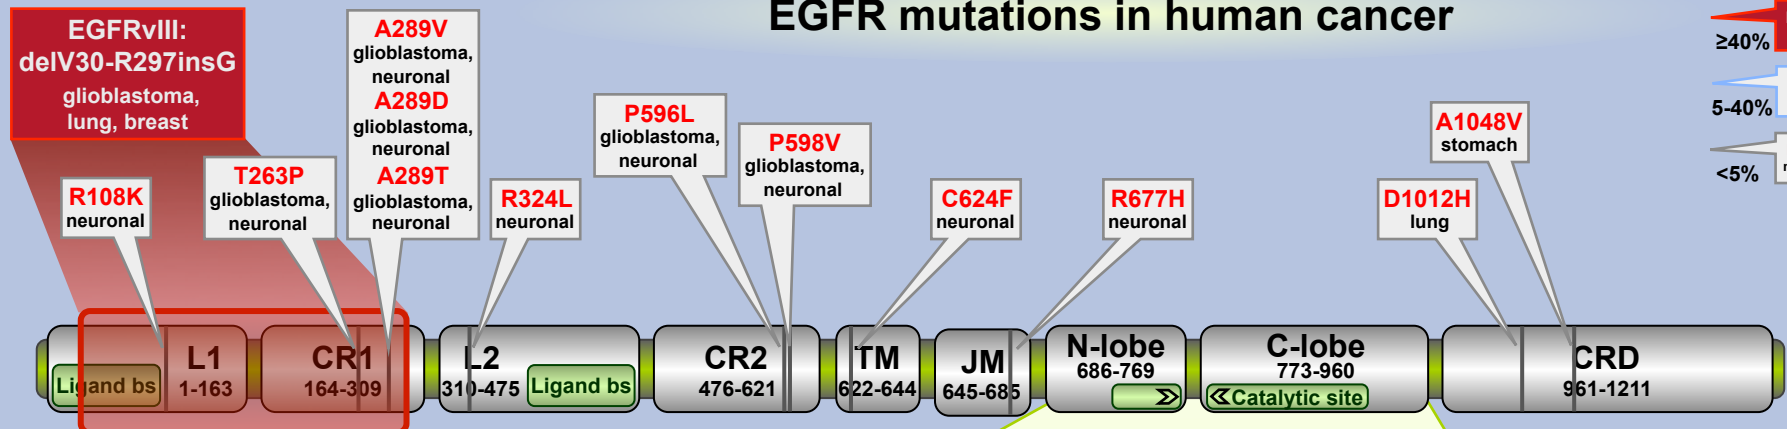 EGFR mutations in human cancer
EGFRvIII:
delV30-R297insG
glioblastoma,
lung, breast
A289V
glioblastoma,
neuronal
A289D
glioblastoma,
neuronal
A289T
glioblastoma,
neuronal
R108K
neuronal
T263P
glioblastoma,
neuronal
R324L
neuronal
P596L
glioblastoma,
neuronal
P598V
glioblastoma,
neuronal
C624F
neuronal
R677H
neuronal
D1012H
lung
A1048V
stomach
≥40%
5-40%
<5%
Ligand bs
L1
1-163
CR1
164-309
L2
310-475
Ligand bs
CR2
476-621
TM
622-644
JM
645-685
N-lobe
686-769
C-lobe
773-960
Catalytic site
CRD
961-1211